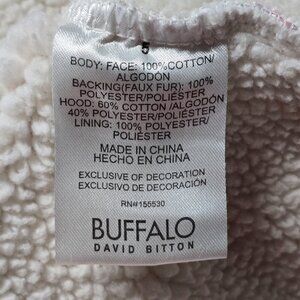 BODY: FACE: 100%COTTON/
ALGODÓN
BACKING(FAUX FUR): 100%
POLYESTER/POLIÉSTER
HOOD: 60% COTTON /ALGODÓN
40% POLYESTER/POLIÉSTER
LINING: 100% POLYESTER/
POLIÉSTER
MADE IN CHINA
HECHO EN CHINA
EXCLUSIVE OF DECORATION
EXCLUSIVO DE DECORACIÓN
RN#155530
BUFFALO
DAVID BITTON